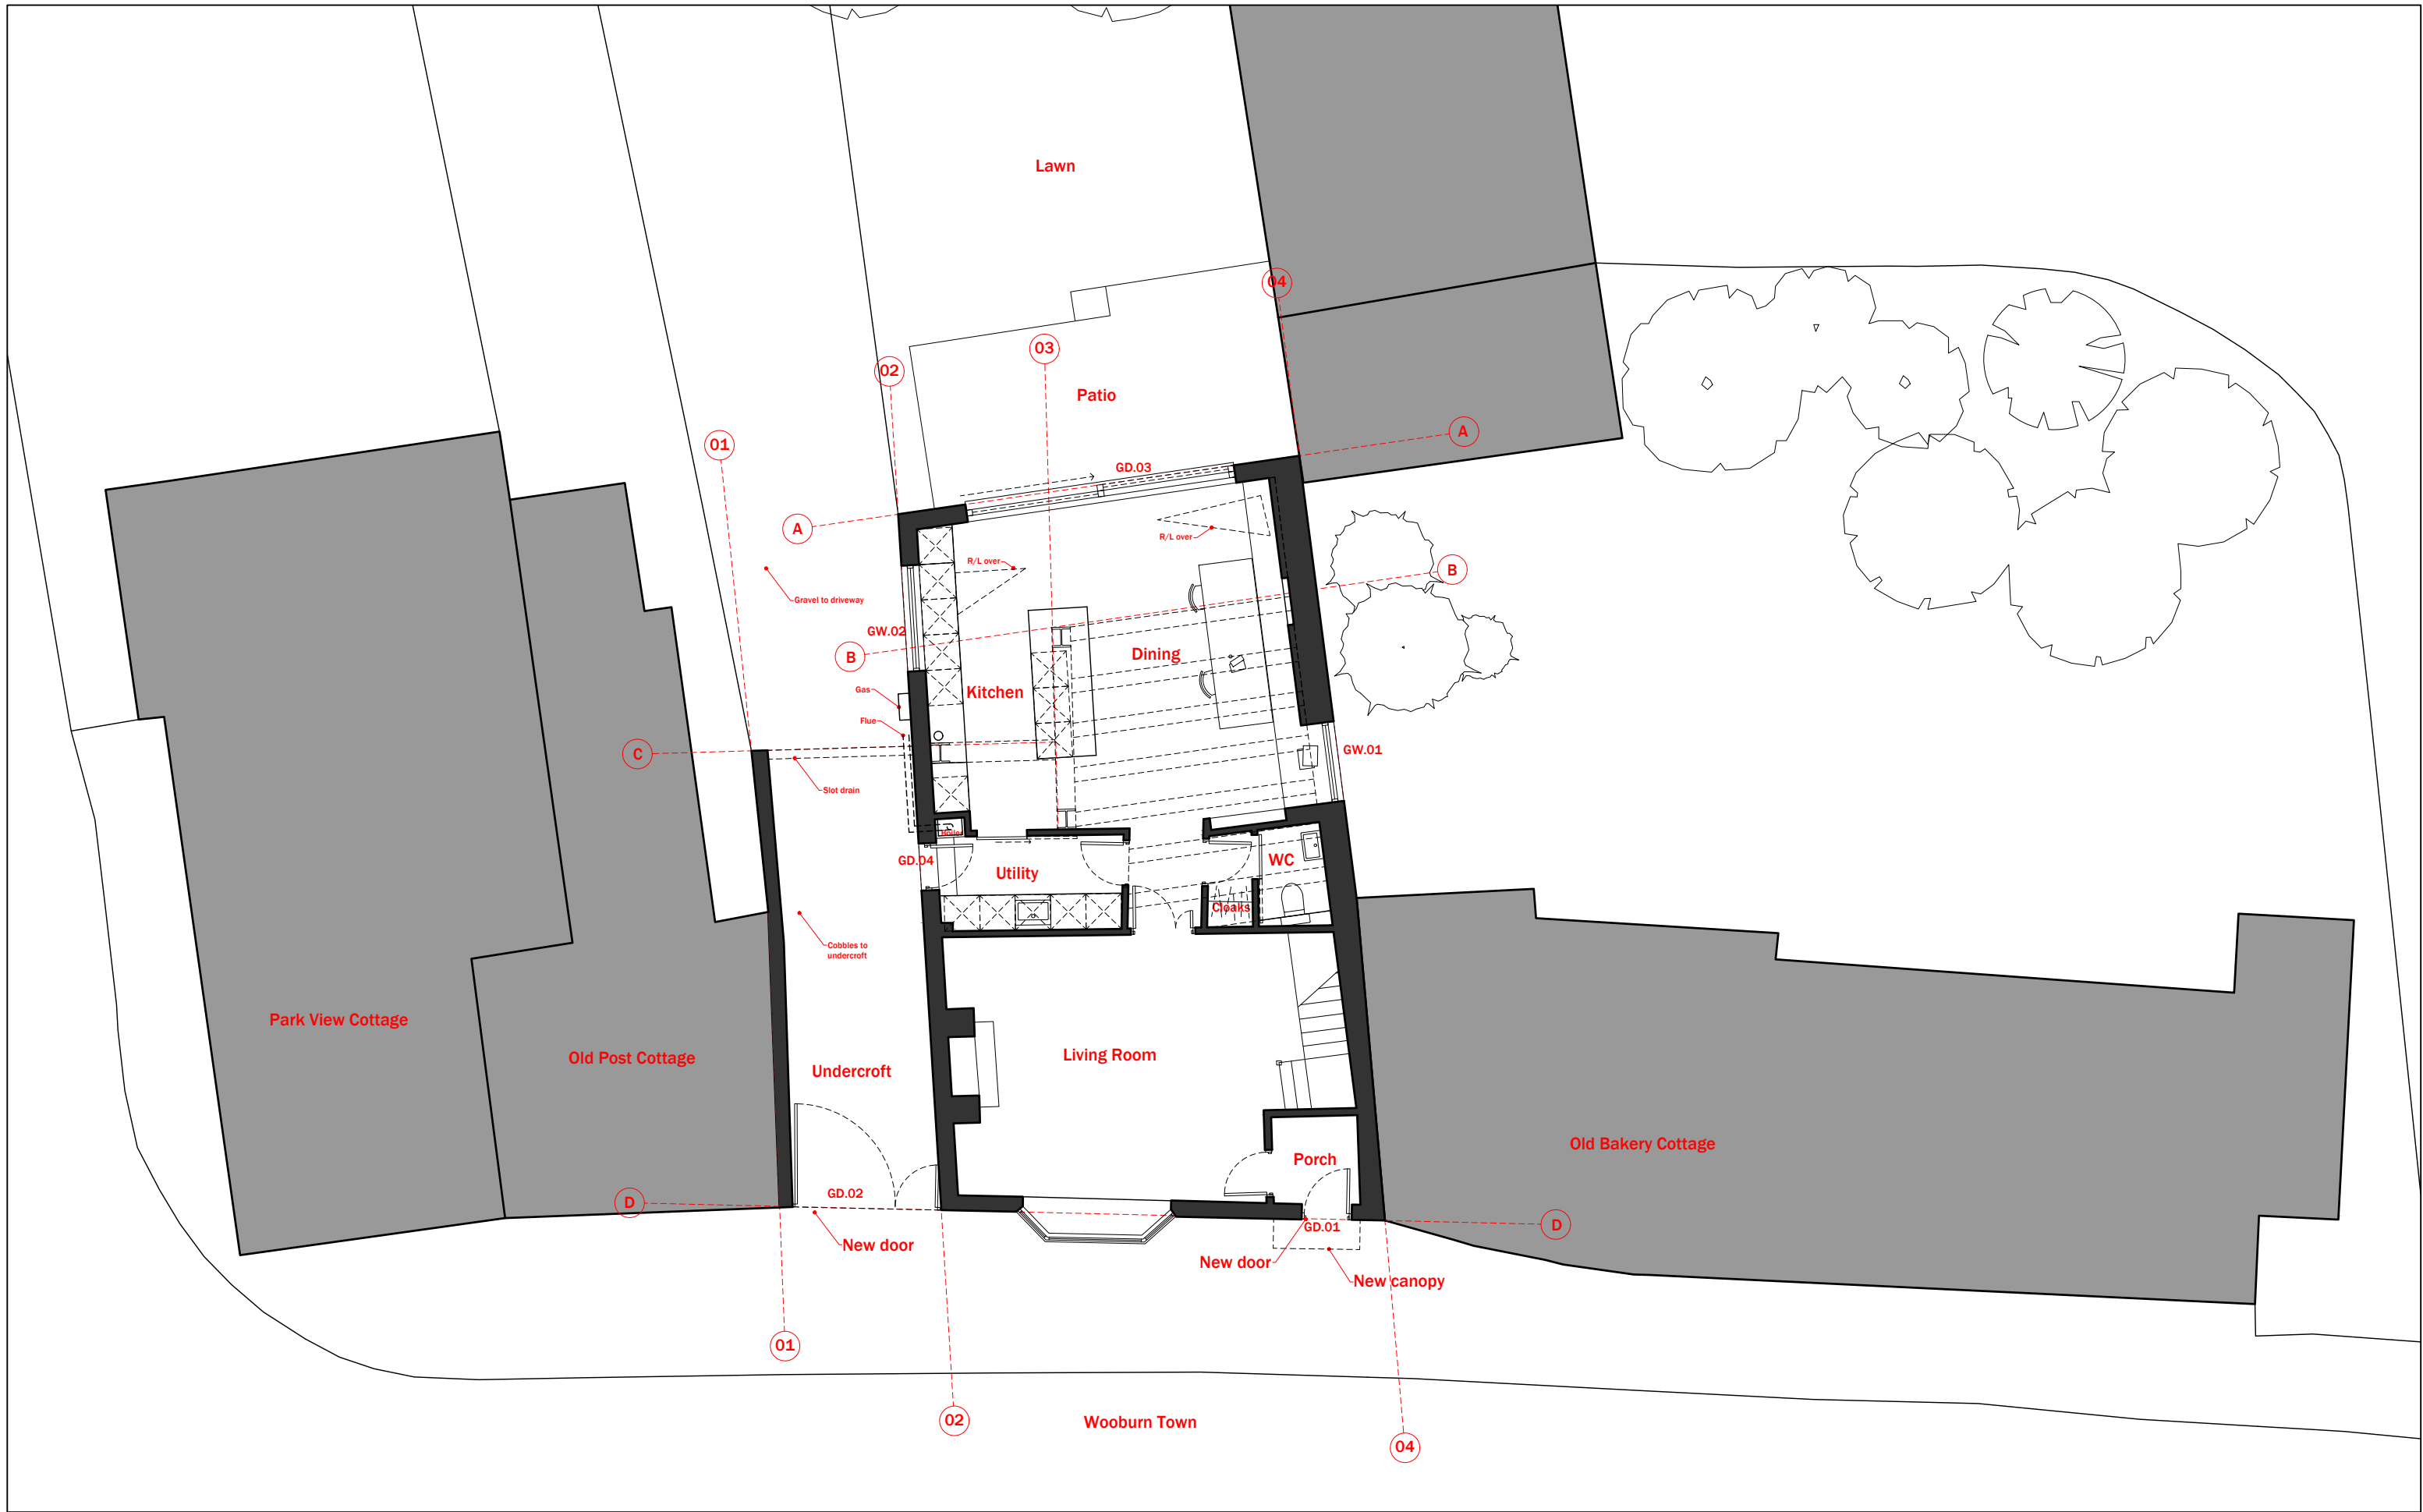 Lawn
04
03
02
Patio
A
01
GD.03
A
R/L over
R/L over
B
Gravel to driveway
GW.02
B
Dining
Kitchen
Gas
Flue
GW.01
C
Slot drain
Boiler
GD.04
WC
Utility
Cloaks
Cobbles to
undercroft
Park View Cottage
Old Post Cottage
Living Room
Undercroft
Old Bakery Cottage
Porch
GD.02
D
GD.01
D
New door
New door
New canopy
01
02
Wooburn Town
04